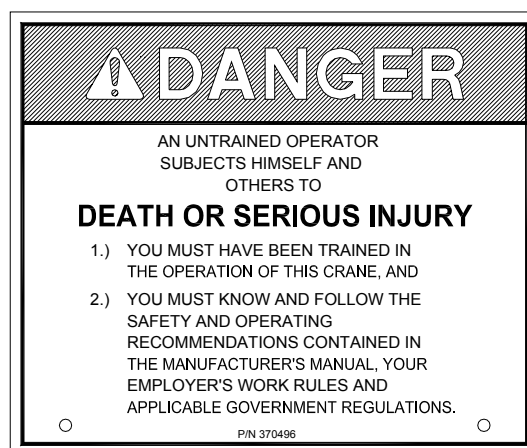 DANGER
AN UNTRAINED OPERATOR
SUBJECTS HIMSELF AND
OTHERS TO
DEATH OR SERIOUS INJURY
1.) YOU MUST HAVE BEEN TRAINED IN
THE OPERATION OF THIS CRANE, AND
2.) YOU MUST KNOW AND FOLLOW THE
SAFETY AND OPERATING
RECOMMENDATIONS CONTAINED IN
THE MANUFACTURER'S MANUAL, YOUR
EMPLOYER'S WORK RULES AND
APPLICABLE GOVERNMENT REGULATIONS.
P/N 370496